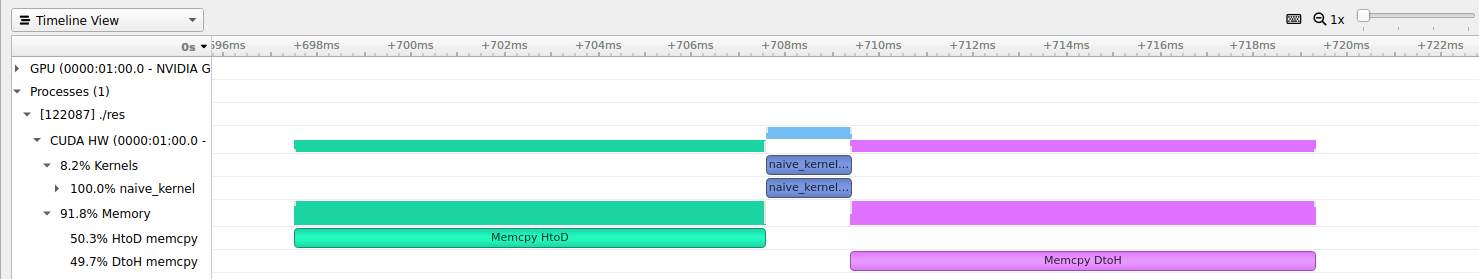 Timeline View
1x
0s
696ms +698ms +700ms +702ms +704ms +706ms +708ms +710ms +712ms +714ms +716ms +718ms +720ms +722ms
GPU (0000:01:00.0 - NVIDIA G
Processes (1)
[122087] ./res
CUDA HW (0000:01:00.0 -
8.2% Kernels
naive_kernel...
100.0% naive_kernel
naive_kernel...
91.8% Memory
50.3% HtoD memcpy
Memcpy HtoD
49.7% DtoH memcpy
Memcpy DtoH